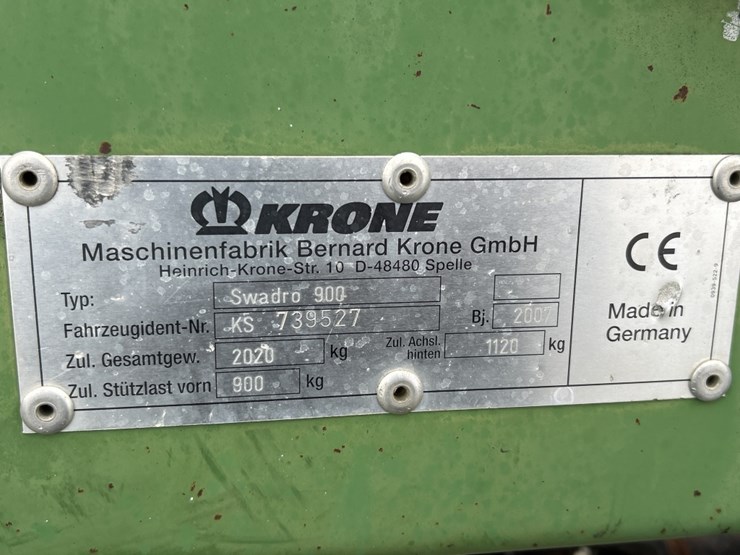 KRONE
Maschinenfabrik Bernard Krone GmbH
Heinrich-Krone-Str. 10 D-48480 Spelle
Typ: Swadro 900
Fahrzeugident-Nr. KS 739527 Bj. 2007
Zul. Gesamtgew. 2020 kg Zul. Achsl. hinten 1120 kg
Zul. Stützlast vorn 900 kg
CE
Made in
Germany